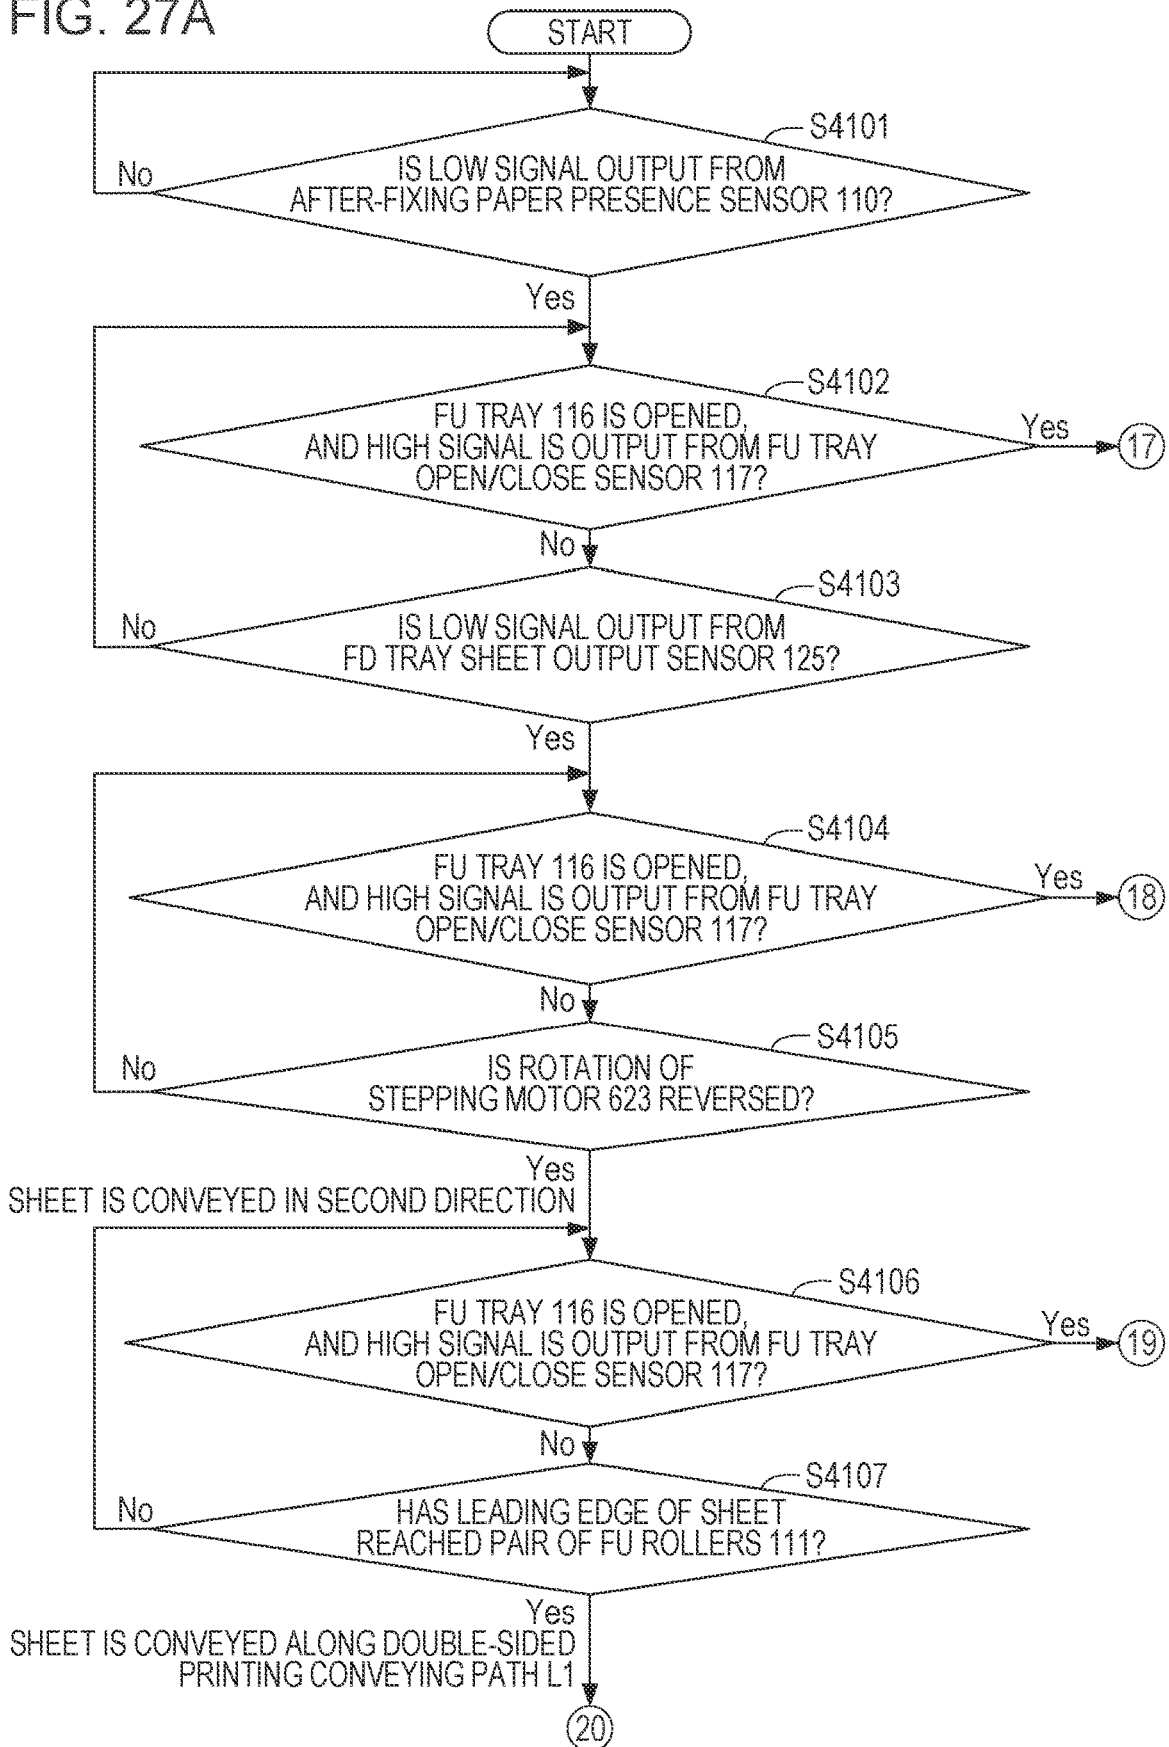 FIG. 27A
START
S4101
IS LOW SIGNAL OUTPUT FROM
AFTER-FIXING PAPER PRESENCE SENSOR 110?
No
Yes
S4102
FU TRAY 116 IS OPENED,
AND HIGH SIGNAL IS OUTPUT FROM FU TRAY
OPEN/CLOSE SENSOR 117?
Yes
17
No
S4103
IS LOW SIGNAL OUTPUT FROM
FD TRAY SHEET OUTPUT SENSOR 125?
No
Yes
S4104
FU TRAY 116 IS OPENED,
AND HIGH SIGNAL IS OUTPUT FROM FU TRAY
OPEN/CLOSE SENSOR 117?
Yes
18
No
S4105
IS ROTATION OF
STEPPING MOTOR 623 REVERSED?
No
Yes
SHEET IS CONVEYED IN SECOND DIRECTION
S4106
FU TRAY 116 IS OPENED,
AND HIGH SIGNAL IS OUTPUT FROM FU TRAY
OPEN/CLOSE SENSOR 117?
Yes
19
No
S4107
HAS LEADING EDGE OF SHEET
REACHED PAIR OF FU ROLLERS 111?
No
Yes
SHEET IS CONVEYED ALONG DOUBLE-SIDED
PRINTING CONVEYING PATH L1
20